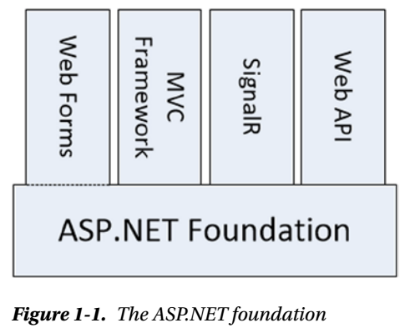 Web Forms
MVC
Framework
SignalR
Web API
ASP.NET Foundation
Figure 1-1. The ASP.NET foundation